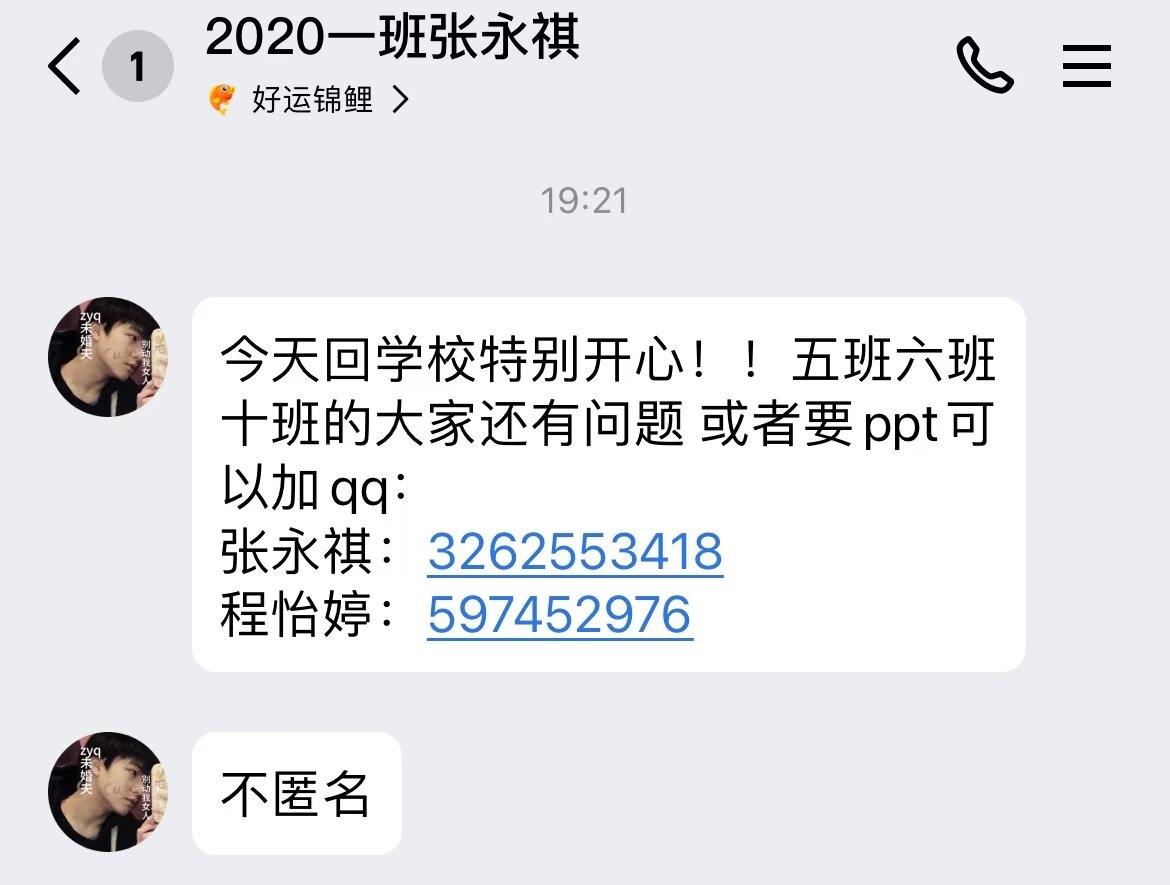 1
2020一班张永祺
好运锦鲤
19:21
zyq
未婚夫
别动我女人
今天回学校特别开心！！五班六班
十班的大家还有问题 或者要ppt可
以加qq：
张永祺：3262553418
程怡婷：597452976
zyq
未婚夫
别动我女人
不匿名